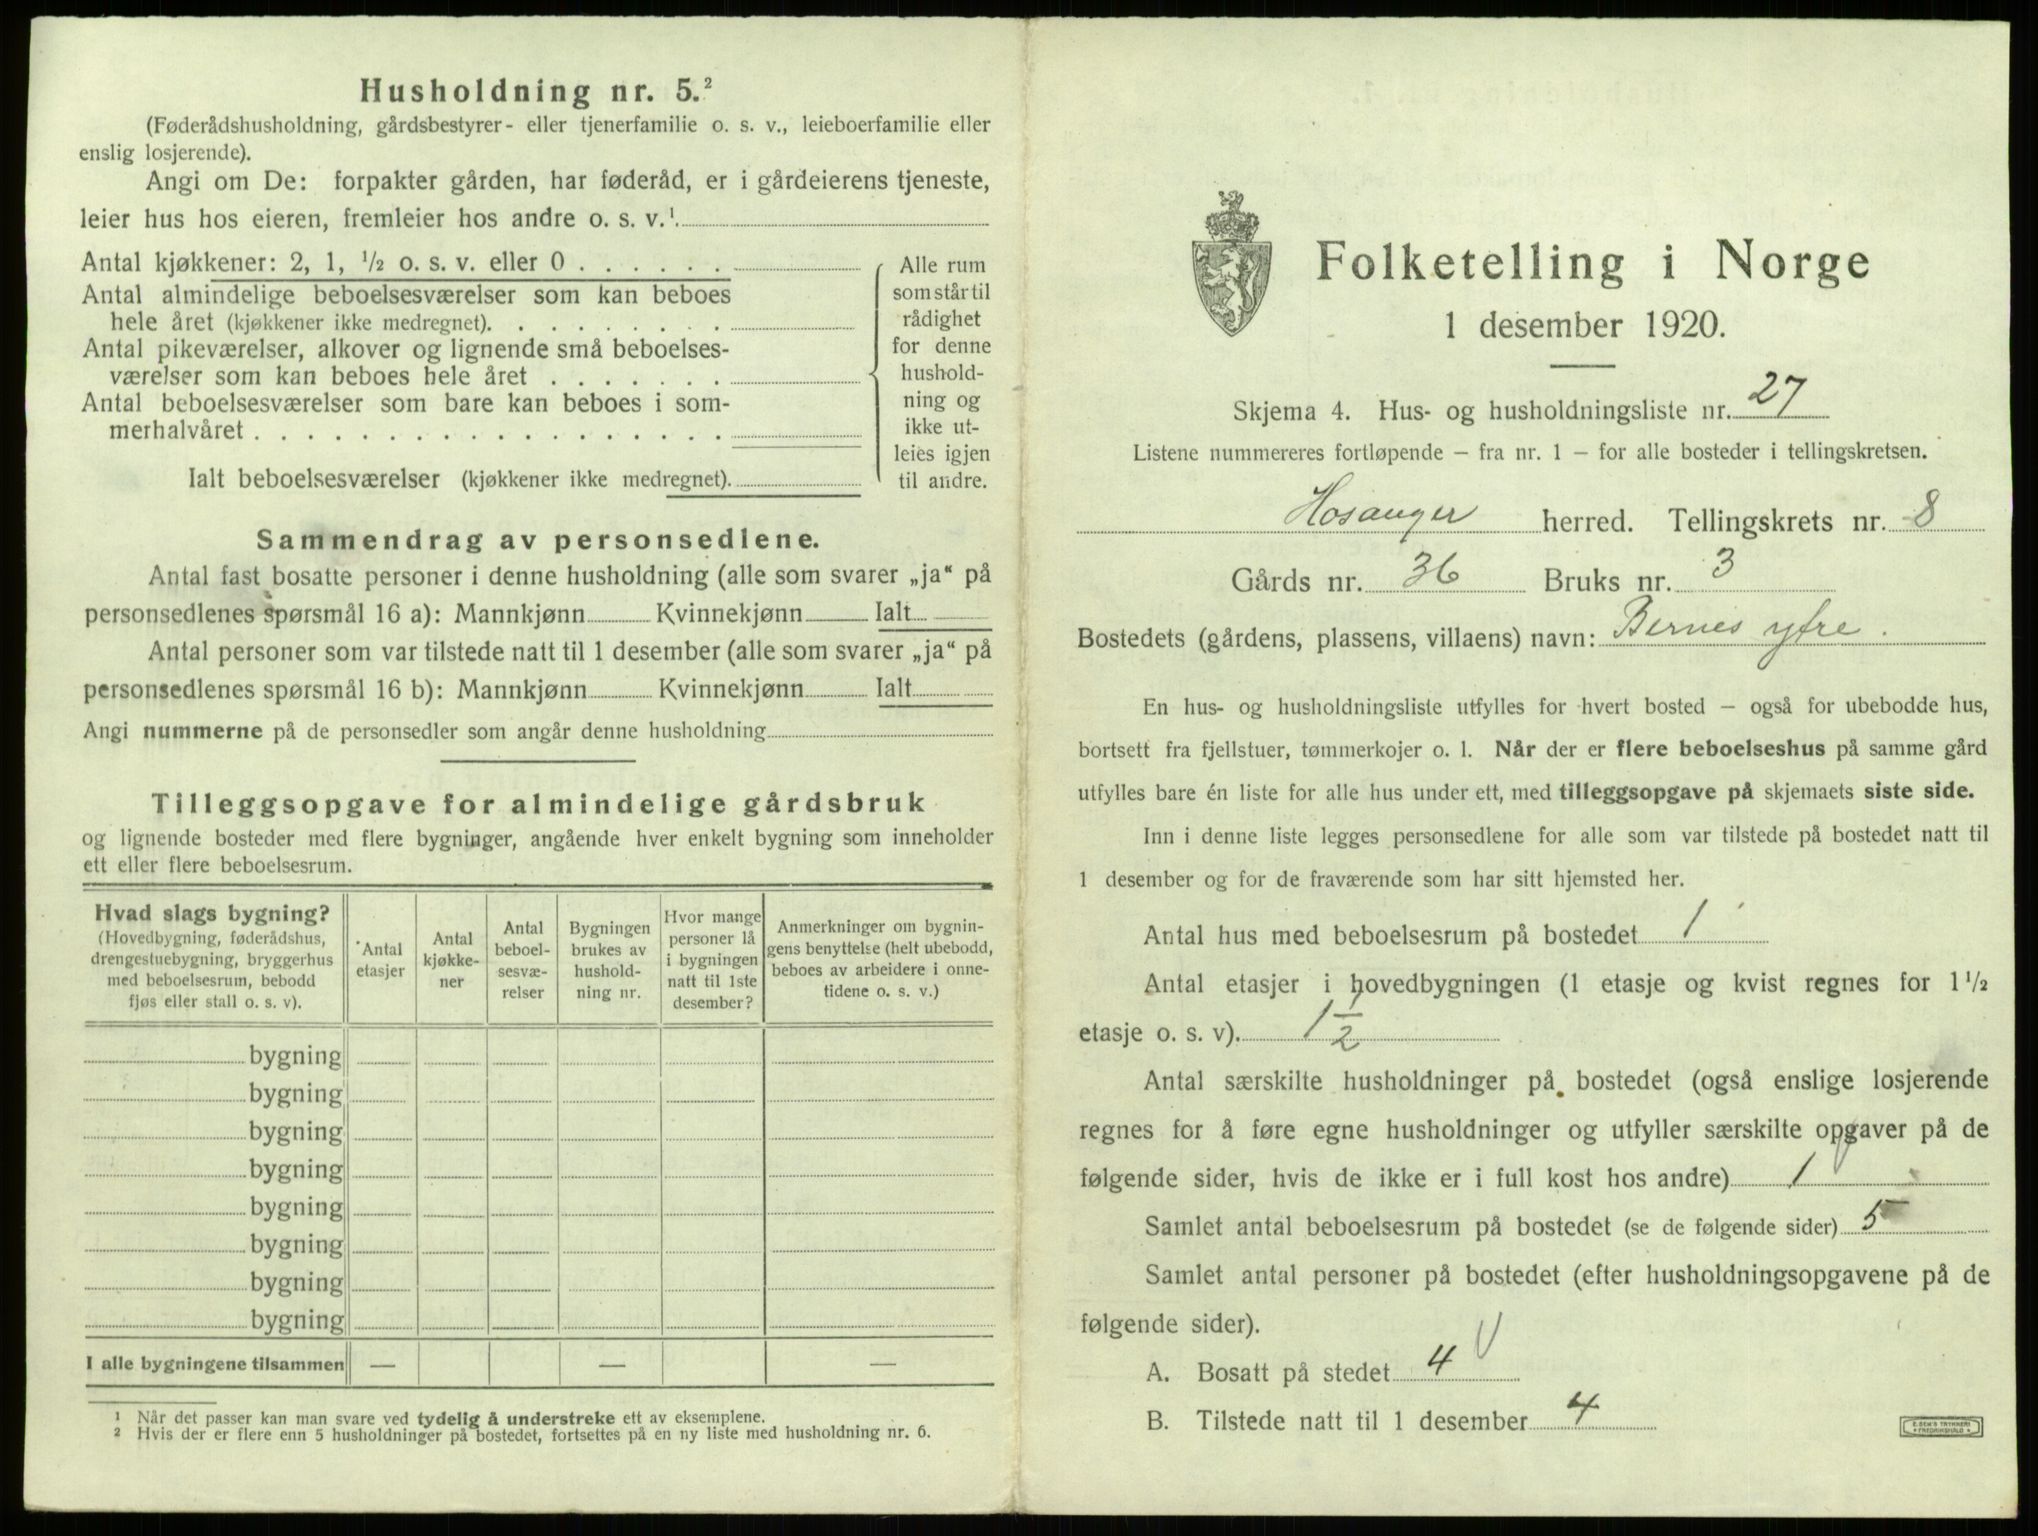 Husholdning nr. 5.²
(Føderådshusholdning, gårdsbestyrer- eller tjenerfamilie o. s. v., leieboerfamilie eller
enslig losjerende).
Angi om De: forpakter gården, har føderåd, er i gårdeierens tjeneste,
leier hus hos eieren, fremleier hos andre o. s. v.¹
Antal kjøkkener: 2, 1, ½ o. s. v. eller 0 . . . . . .
Antal almindelige beboelsesværelser som kan beboes
hele året (kjøkkener ikke medregnet). . . . . . . . .
Antal pikeværelser, alkover og lignende små beboelses-
værelser som kan beboes hele året . . . . . . .
Antal beboelsesværelser som bare kan beboes i som-
merhalvåret . . . . . . . . . . . . . . . . . .
Ialt beboelsesværelser (kjøkkener ikke medregnet).
Alle rum
som står til
rådighet
for denne
hushold-
ning og
ikke ut-
leies igjen
til andre.
Sammendrag av personsedlene.
Antal fast bosatte personer i denne husholdning (alle som svarer „ja“ på
personsedlenes spørsmål 16 a): Mannkjønn Kvinnekjønn Ialt
Antal personer som var tilstede natt til 1 desember (alle som svarer „ja“ på
personsedlenes spørsmål 16 b): Mannkjønn Kvinnekjønn Ialt
Angi nummerne på de personsedler som angår denne husholdning
Tilleggsopgave for almindelige gårdsbruk
og lignende bosteder med flere bygninger, angående hver enkelt bygning som inneholder
ett eller flere beboelsesrum.
Hvad slags bygning?
(Hovedbygning, føderådshus,
drengestuebygning, bryggerhus
med beboelsesrum, bebodd
fjøs eller stall o. s. v).
Antal
etasjer
Antal
kjøkke-
ner
Antal
beboel-
sesvæ-
relser
Bygningen
brukes av
hushold-
ning nr.
Hvor mange
personer lå
i bygningen
natt til 1ste
desember?
Anmerkninger om bygnin-
gens benyttelse (helt ubebodd,
beboes av arbeidere i onne-
tidene o. s. v.)
bygning
bygning
bygning
bygning
bygning
bygning
bygning
bygning
I alle bygningene tilsammen — — —
¹ Når det passer kan man svare ved tydelig å understreke ett av eksemplene.
² Hvis der er flere enn 5 husholdninger på bostedet, fortsettes på en ny liste med husholdning nr. 6.
Folketelling i Norge
1 desember 1920.
Skjema 4. Hus- og husholdningsliste nr. 27
Listene nummereres fortløpende – fra nr. 1 – for alle bosteder i tellingskretsen.
Hosanger herred. Tellingskrets nr. 8
Gårds nr. 36 Bruks nr. 3
Bostedets (gårdens, plassens, villaens) navn: Bernes ytre.
En hus- og husholdningsliste utfylles for hvert bosted – også for ubebodde hus,
bortsett fra fjellstuer, tømmerkojer o. l. Når der er flere beboelseshus på samme gård
utfylles bare én liste for alle hus under ett, med tilleggsopgave på skjemaets siste side.
Inn i denne liste legges personsedlene for alle som var tilstede på bostedet natt til
1 desember og for de fraværende som har sitt hjemsted her.
Antal hus med beboelsesrum på bostedet 1
Antal etasjer i hovedbygningen (1 etasje og kvist regnes for 1½
etasje o. s. v). 1½
Antal særskilte husholdninger på bostedet (også enslige losjerende
regnes for å føre egne husholdninger og utfyller særskilte opgaver på de
følgende sider, hvis de ikke er i full kost hos andre) 1
Samlet antal beboelsesrum på bostedet (se de følgende sider) 5
Samlet antal personer på bostedet (efter husholdningsopgavene på de
følgende sider).
A. Bosatt på stedet 4
B. Tilstede natt til 1 desember 4
E. SEM'S TRYKKERI
FREDRIKSHALD